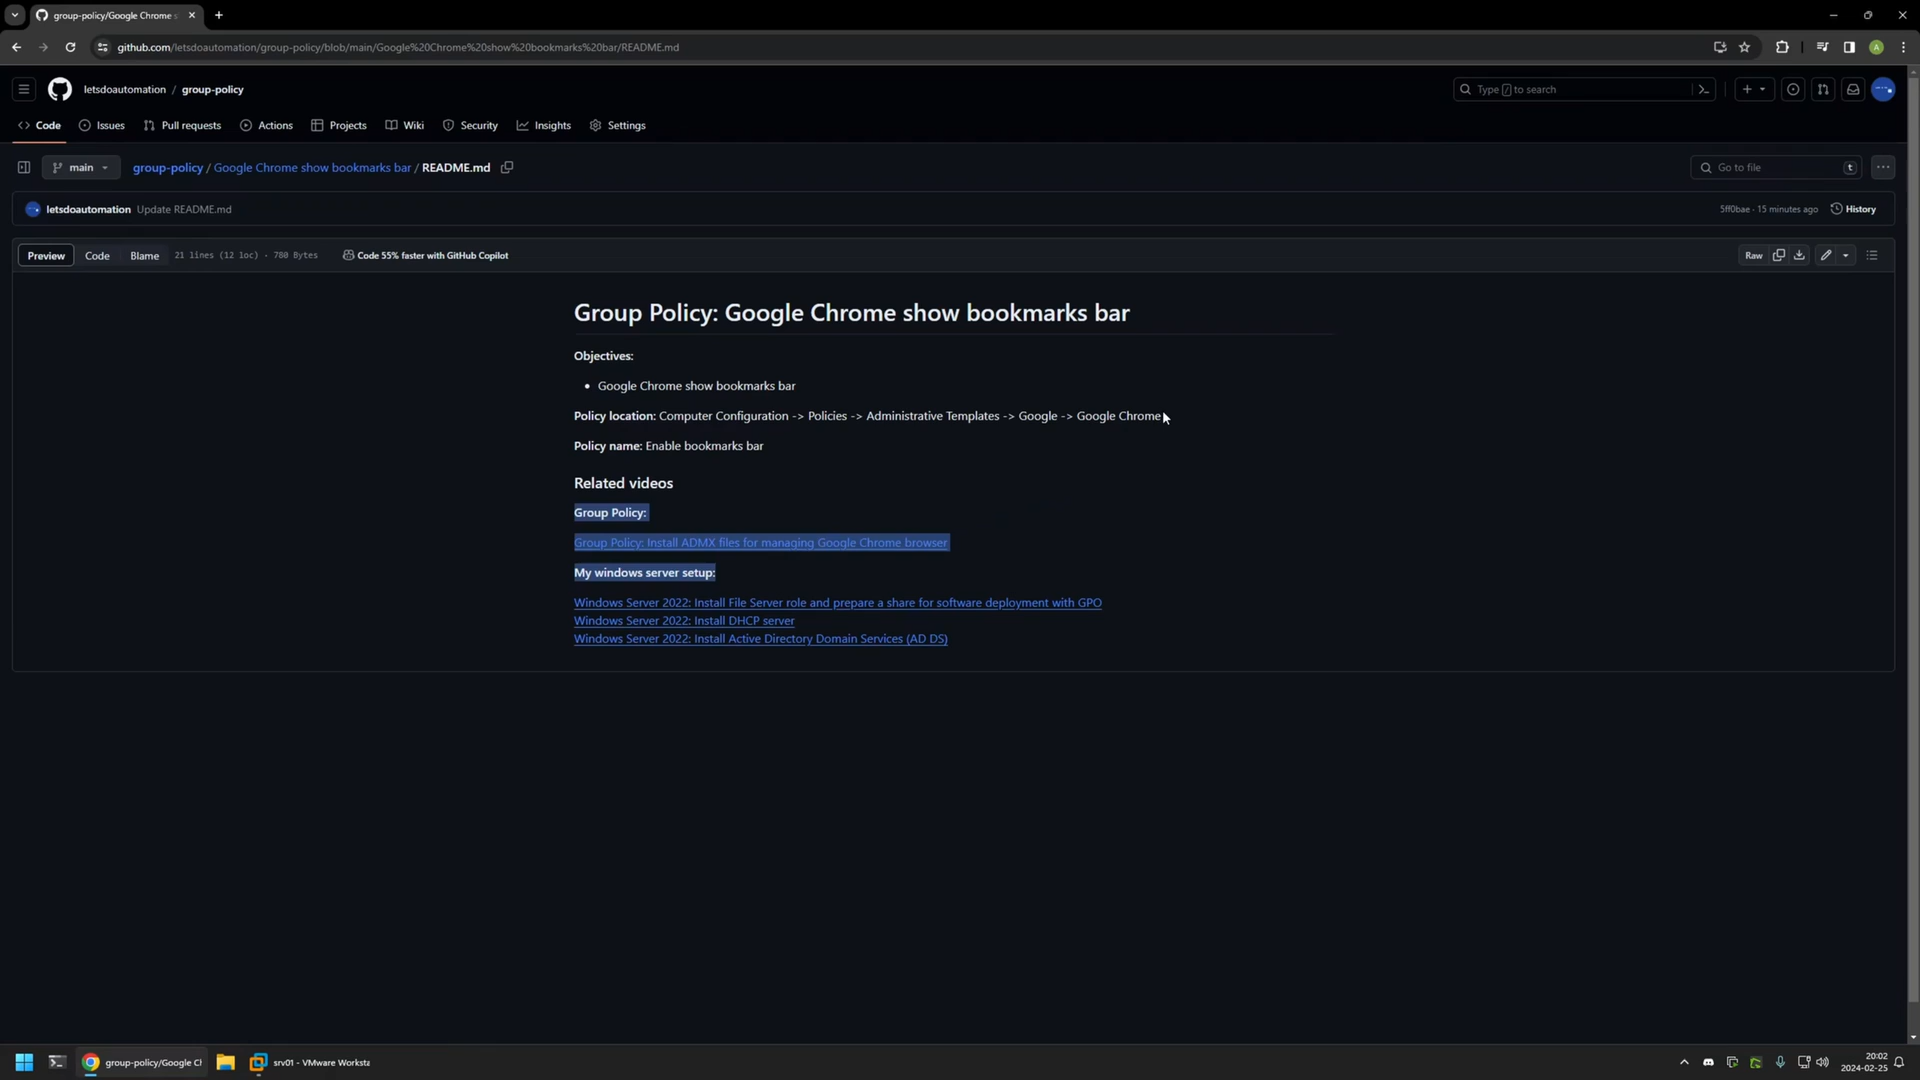 group-policy/Google Chrome s
github.com/letsdoautomation/group-policy/blob/main/Google%20Chrome%20show%20bookmarks%20bar/README.md
A
letsdoautomation / group-policy
Type / to search
Code Issues Pull requests Actions Projects Wiki Security Insights Settings
main
group-policy / Google Chrome show bookmarks bar / README.md
Go to file t
letsdoautomation Update README.md
5ff0bae · 15 minutes ago History
Preview Code Blame 21 lines (12 loc) · 780 Bytes Code 55% faster with GitHub Copilot
Raw
Group Policy: Google Chrome show bookmarks bar
Objectives:
• Google Chrome show bookmarks bar
Policy location: Computer Configuration -> Policies -> Administrative Templates -> Google -> Google Chrome
Policy name: Enable bookmarks bar
Related videos
Group Policy:
Group Policy: Install ADMX files for managing Google Chrome browser
My windows server setup:
Windows Server 2022: Install File Server role and prepare a share for software deployment with GPO
Windows Server 2022: Install DHCP server
Windows Server 2022: Install Active Directory Domain Services (AD DS)
group-policy/Google Cl
srv01 - VMware Worksta
20:02
2024-02-25